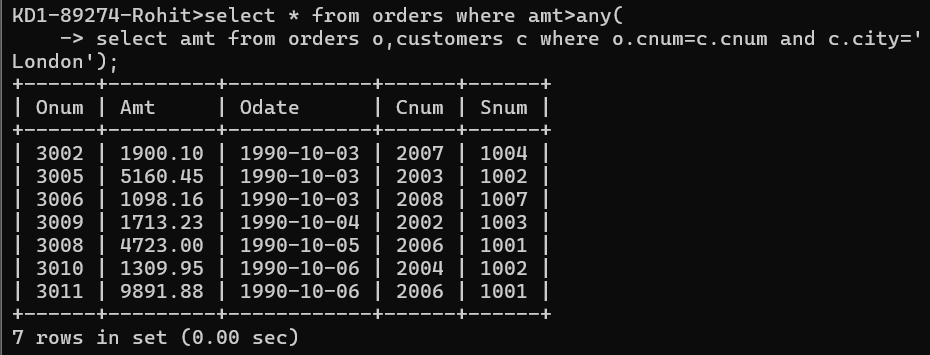 KD1-89274-Rohit>select * from orders where amt>any(
    -> select amt from orders o,customers c where o.cnum=c.cnum and c.city='
London');
+------+---------+------------+------+------+
| Onum | Amt     | Odate      | Cnum | Snum |
+------+---------+------------+------+------+
| 3002 | 1900.10 | 1990-10-03 | 2007 | 1004 |
| 3005 | 5160.45 | 1990-10-03 | 2003 | 1002 |
| 3006 | 1098.16 | 1990-10-03 | 2008 | 1007 |
| 3009 | 1713.23 | 1990-10-04 | 2002 | 1003 |
| 3008 | 4723.00 | 1990-10-05 | 2006 | 1001 |
| 3010 | 1309.95 | 1990-10-06 | 2004 | 1002 |
| 3011 | 9891.88 | 1990-10-06 | 2006 | 1001 |
+------+---------+------------+------+------+
7 rows in set (0.00 sec)